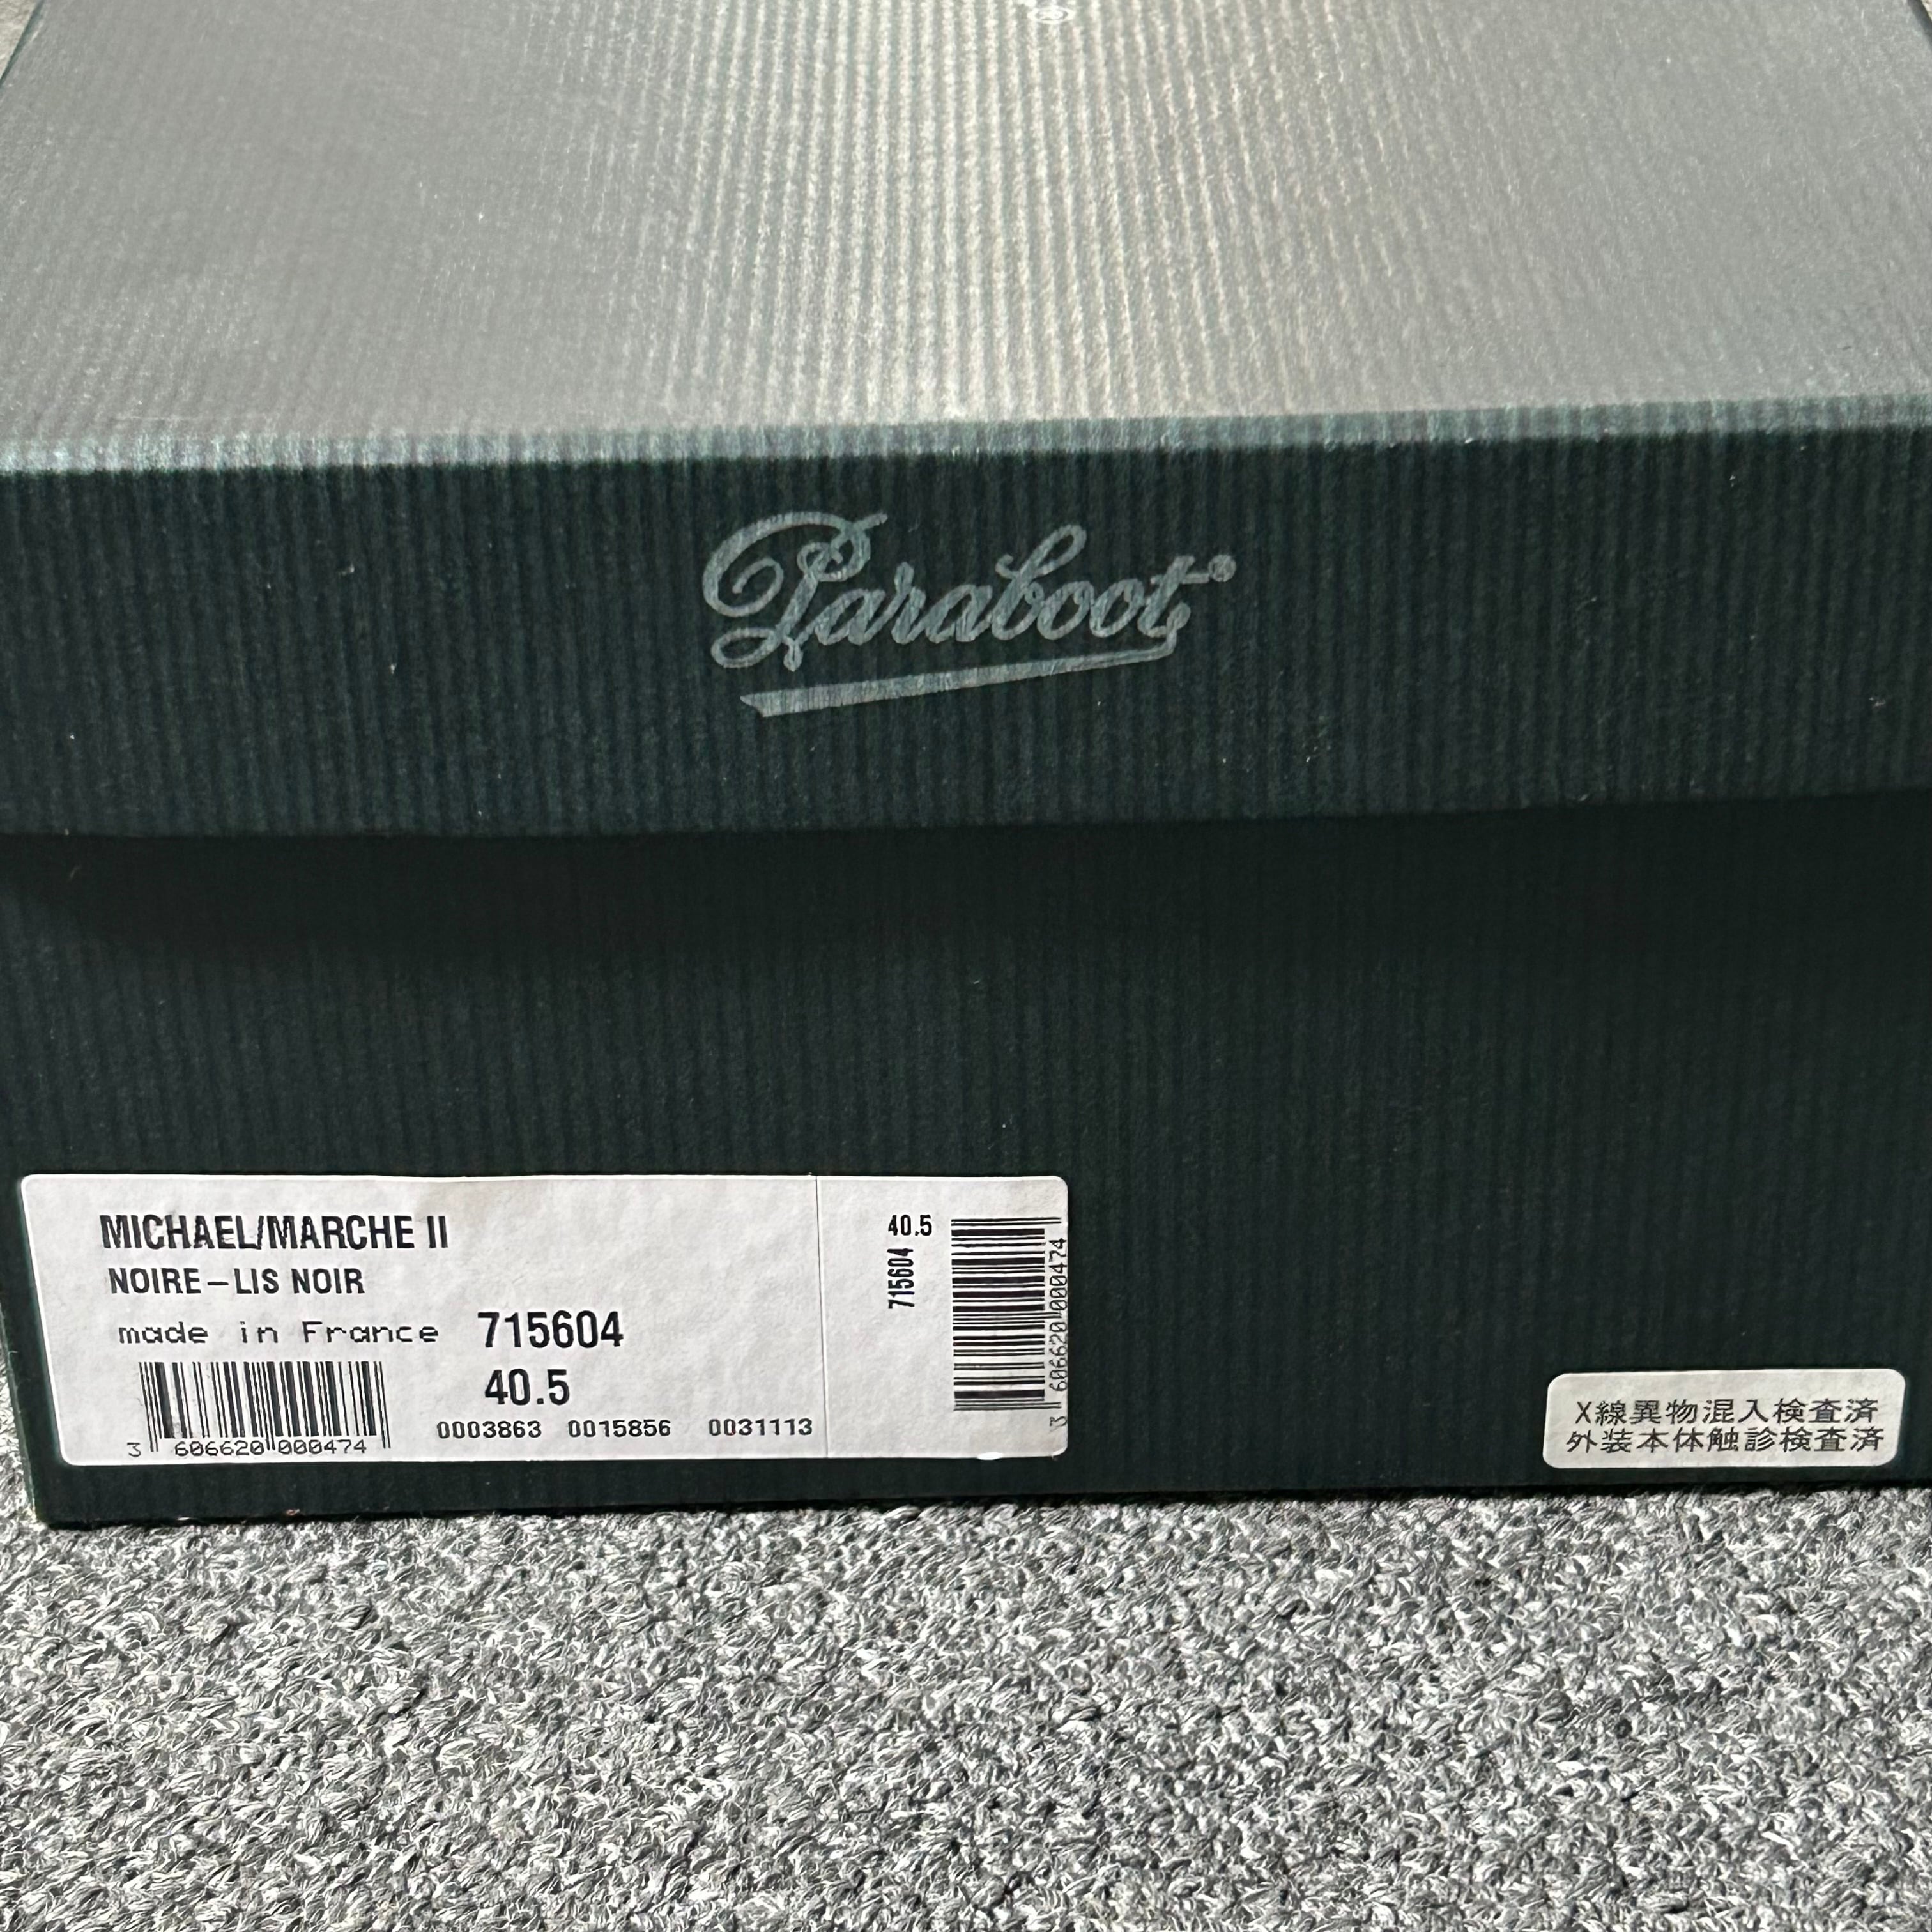 Paraboot
MICHAEL/MARCHE II
NOIRE–LIS NOIR
made in France 715604
40.5
3 606620 000474
0003863 0015856 0031113
40.5
715604
3 606620 000474
X線異物混入検査済
外装本体触診検査済